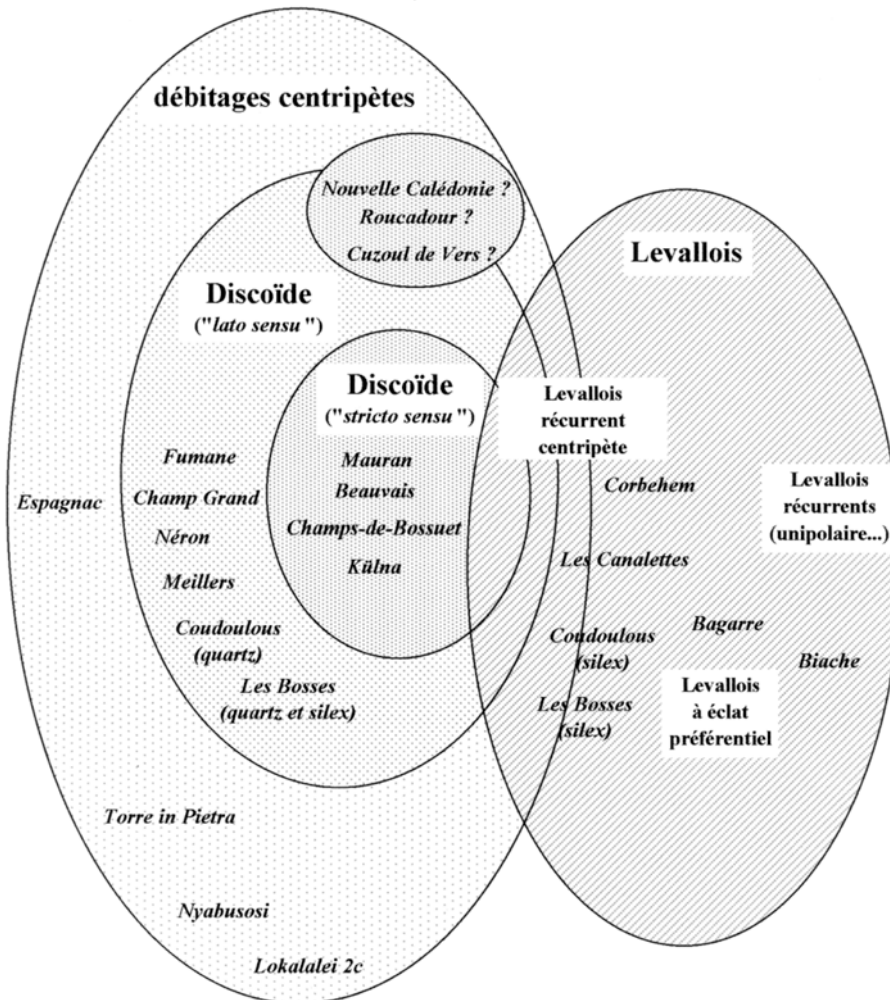 débitages centripètes
Nouvelle Calédonie ?
Roucadour ?
Cuzoul de Vers ?
Levallois
Discoïde
("lato sensu")
Discoïde
("stricto sensu")
Levallois
récurrent
centripète
Fumane
Mauran
Espagnac
Champ Grand
Beauvais
Corbehem
Levallois
récurrents
(unipolaire...)
Néron
Champs-de-Bossuet
Meillers
Külna
Les Canalettes
Coudoulous
(quartz)
Coudoulous
(silex)
Bagarre
Biache
Les Bosses
(quartz et silex)
Les Bosses
(silex)
Levallois
à éclat
préférentiel
Torre in Pietra
Nyabusosi
Lokalalei 2c